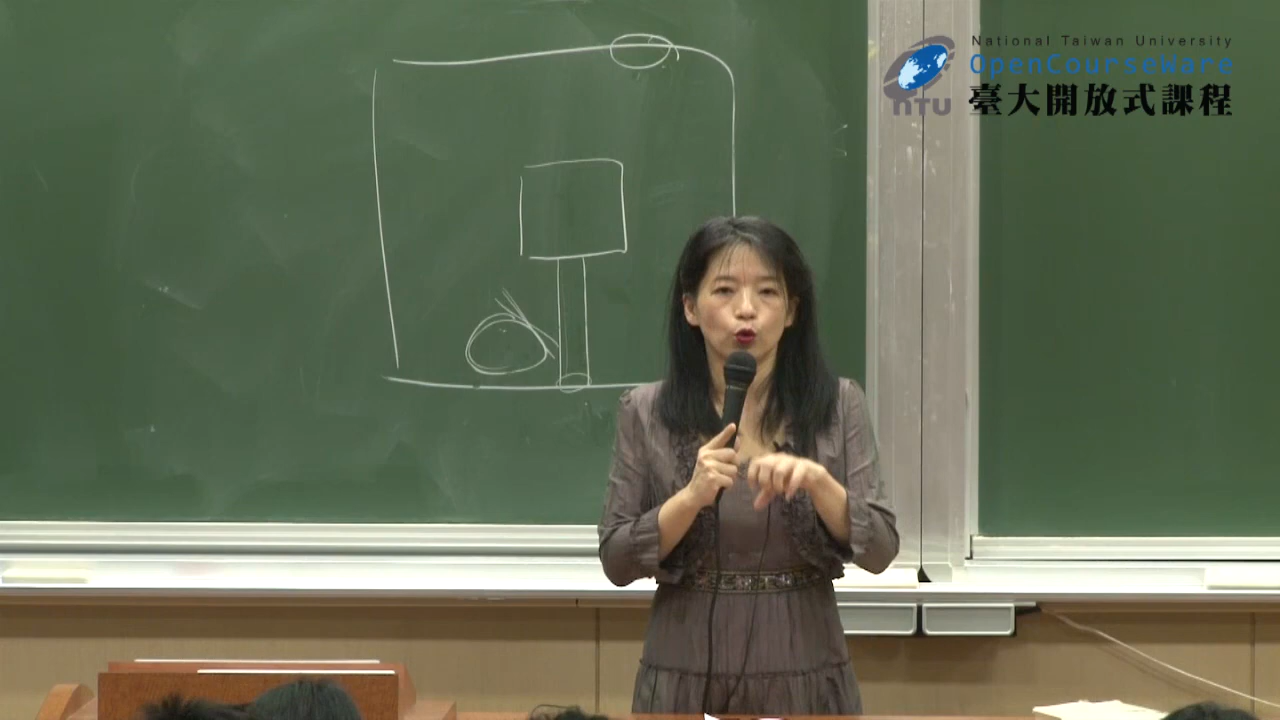 National Taiwan University
OpenCourseWare
臺大開放式課程
NTU